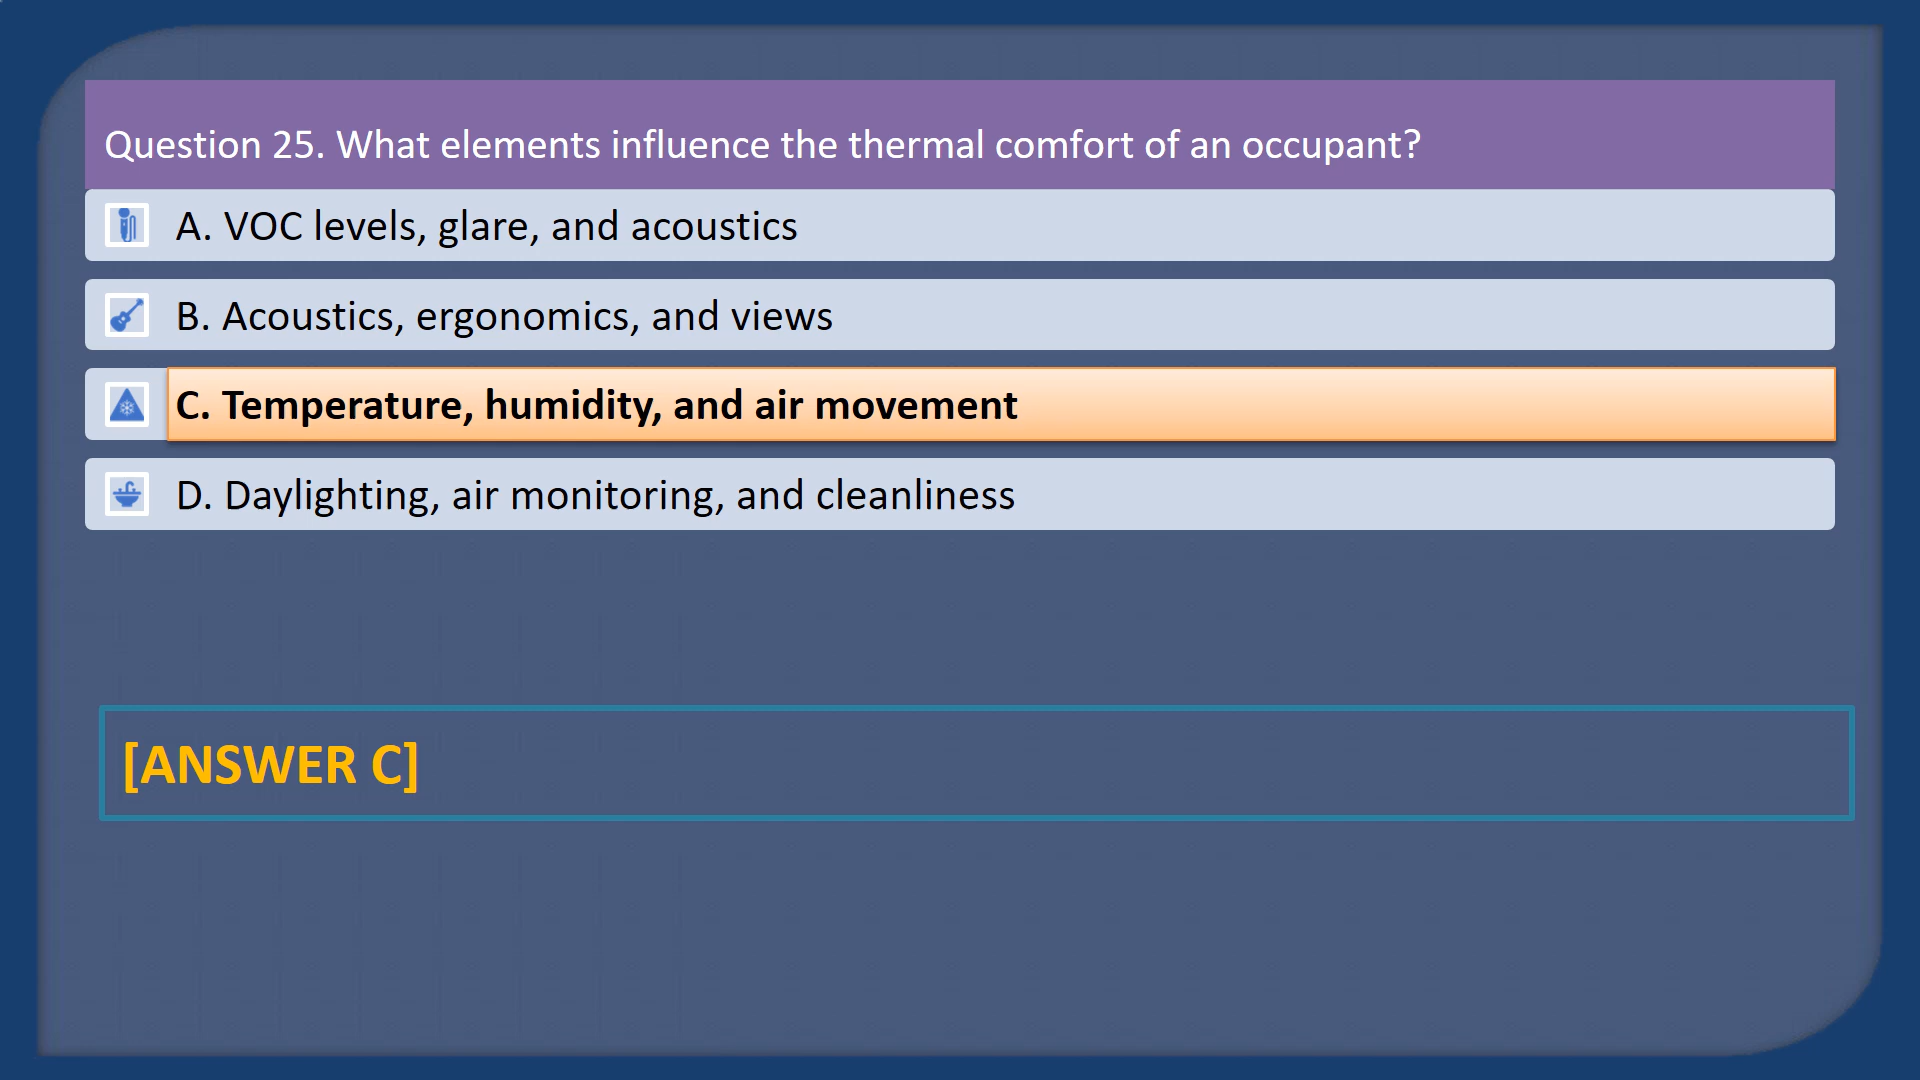 Question 25. What elements influence the thermal comfort of an occupant?
A. VOC levels, glare, and acoustics
B. Acoustics, ergonomics, and views
C. Temperature, humidity, and air movement
D. Daylighting, air monitoring, and cleanliness
[ANSWER C]